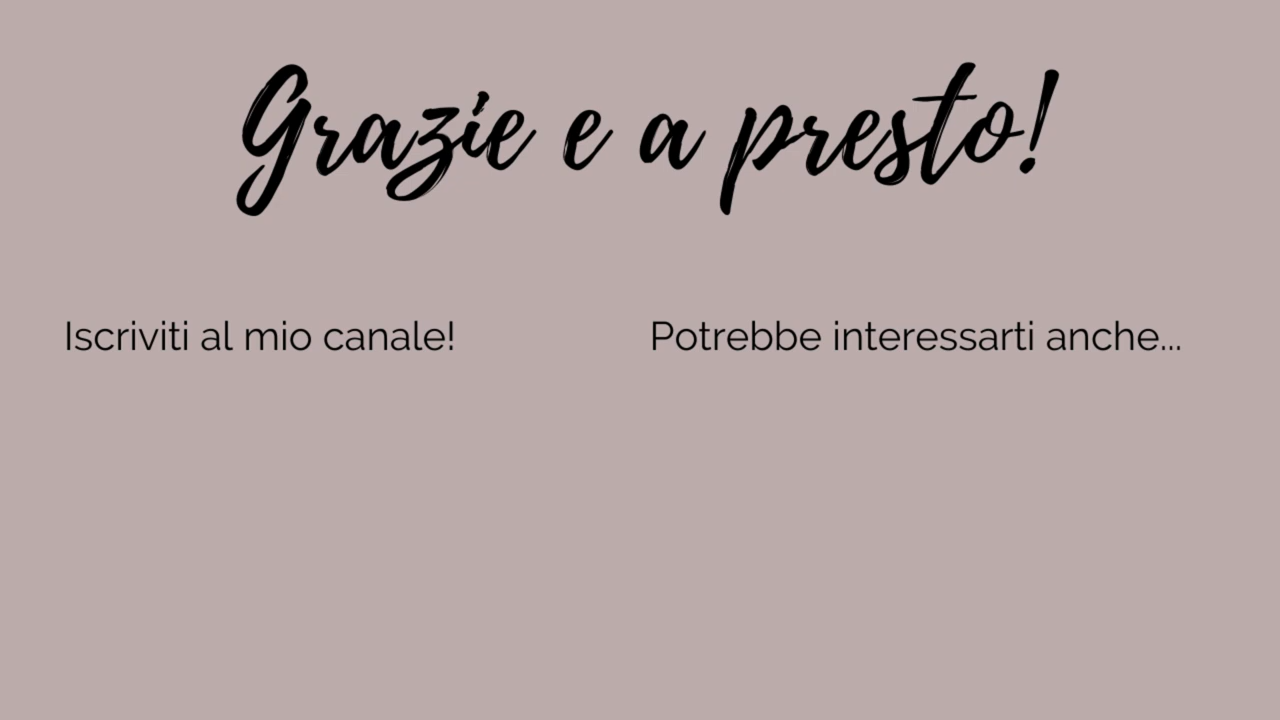 Grazie e a presto!
Iscriviti al mio canale!
Potrebbe interessarti anche...